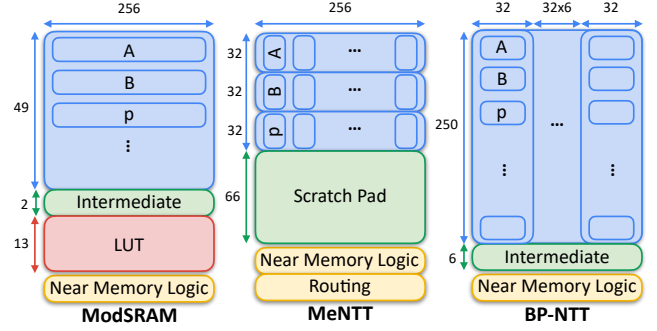 256
49
A
B
p
...
2
Intermediate
13
LUT
Near Memory Logic
ModSRAM
256
32
A
...
32
B
...
32
p
...
66
Scratch Pad
Near Memory Logic
Routing
MeNTT
32
32x6
32
250
A
B
p
...
...
...
6
Intermediate
Near Memory Logic
BP-NTT